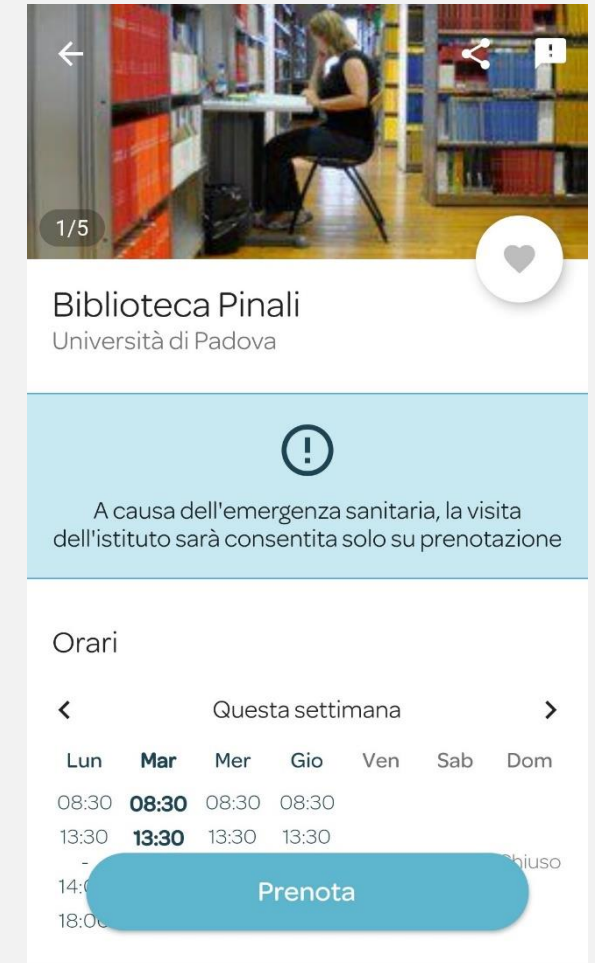 1/5
Biblioteca Pinali
Università di Padova
A causa dell'emergenza sanitaria, la visita
dell'istituto sarà consentita solo su prenotazione
Orari
Questa settimana
Lun Mar Mer Gio Ven Sab Dom
08:30 08:30 08:30 08:30
13:30 13:30 13:30 13:30
-
Prenota